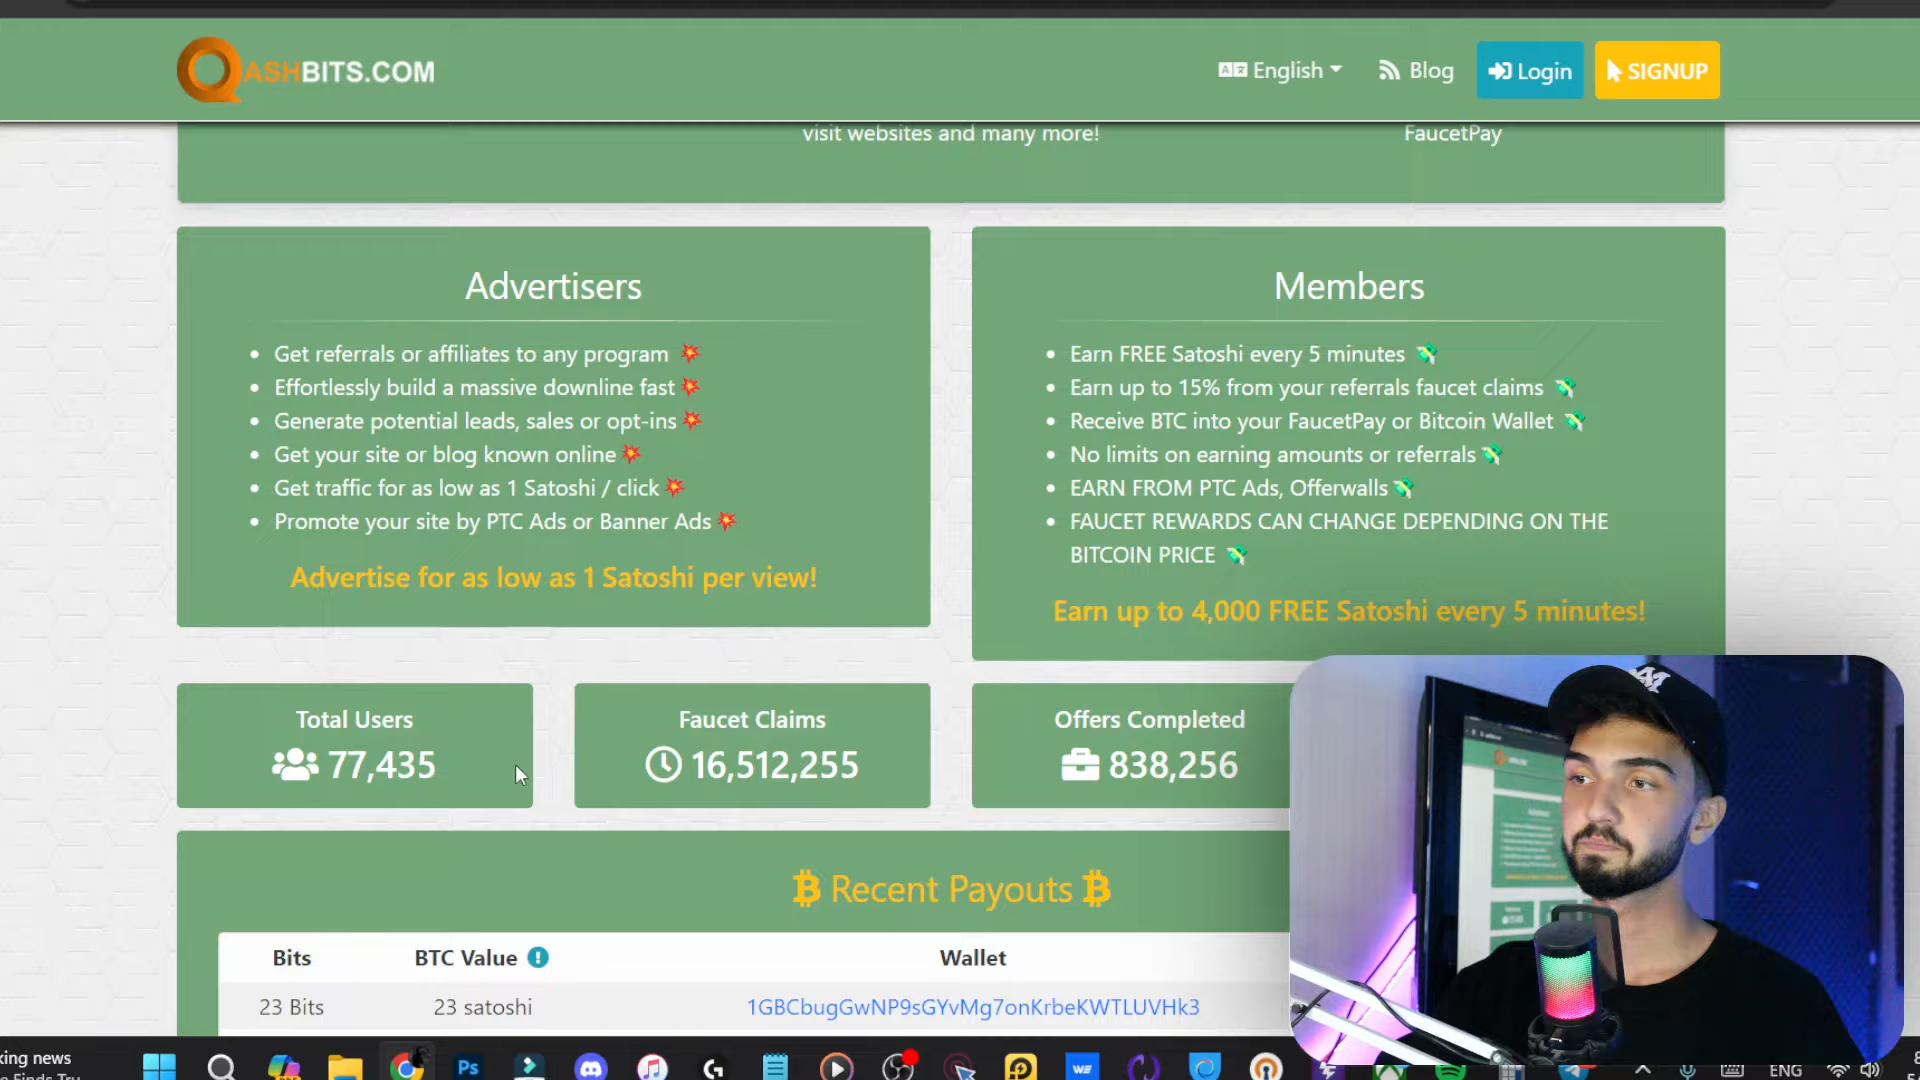 ASHBITS.COM
English
Blog
Login
SIGNUP
visit websites and many more!
FaucetPay
Advertisers
Get referrals or affiliates to any program
Effortlessly build a massive downline fast
Generate potential leads, sales or opt-ins
Get your site or blog known online
Get traffic for as low as 1 Satoshi / click
Promote your site by PTC Ads or Banner Ads
Advertise for as low as 1 Satoshi per view!
Members
Earn FREE Satoshi every 5 minutes
Earn up to 15% from your referrals faucet claims
Receive BTC into your FaucetPay or Bitcoin Wallet
No limits on earning amounts or referrals
EARN FROM PTC Ads, Offerwalls
FAUCET REWARDS CAN CHANGE DEPENDING ON THE
BITCOIN PRICE
Earn up to 4,000 FREE Satoshi every 5 minutes!
Total Users
77,435
Faucet Claims
16,512,255
Offers Completed
838,256
Recent Payouts
Bits
BTC Value
Wallet
23 Bits
23 satoshi
1GBCbugGwNP9sGYvMg7onKrbeKWTLUVHk3
king news
Ps
WE
ENG